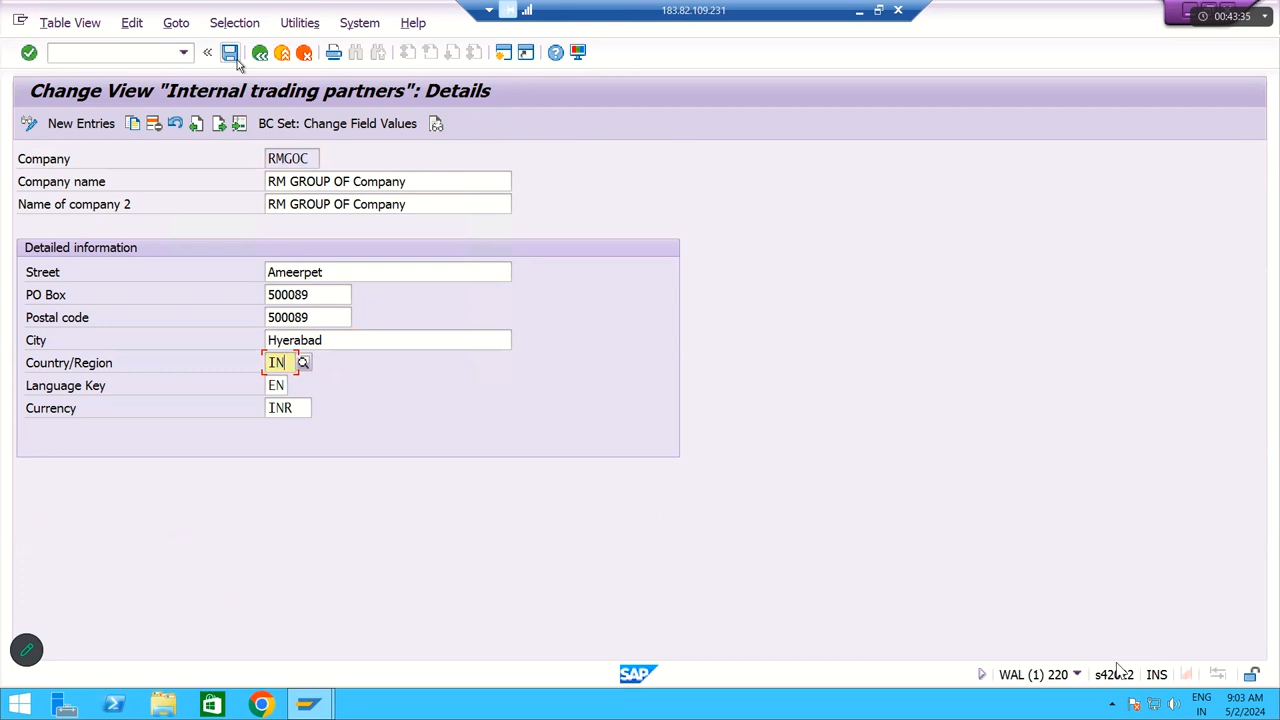 183.82.109.231
00:43:35
Table View Edit Goto Selection Utilities System Help
Change View "Internal trading partners": Details
New Entries BC Set: Change Field Values
Company RMGOC
Company name RM GROUP OF Company
Name of company 2 RM GROUP OF Company
Detailed information
Street Ameerpet
PO Box 500089
Postal code 500089
City Hyerabad
Country/Region IN
Language Key EN
Currency INR
SAP WAL (1) 220 INS
ENG 9:03 AM
IN 5/2/2024